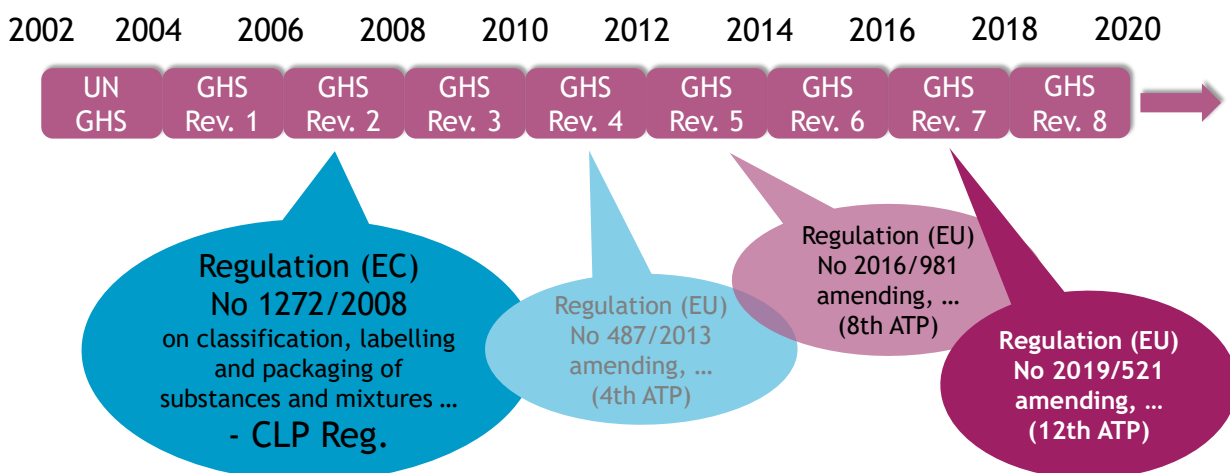 2002 2004 2006 2008 2010 2012 2014 2016 2018 2020
UN GHS GHS GHS GHS GHS GHS GHS GHS
GHS Rev. 1 Rev. 2 Rev. 3 Rev. 4 Rev. 5 Rev. 6 Rev. 7 Rev. 8
Regulation (EC)
No 1272/2008
on classification, labelling
and packaging of
substances and mixtures …
- CLP Reg.
Regulation (EU)
No 487/2013
amending, …
(4th ATP)
Regulation (EU)
No 2016/981
amending, …
(8th ATP)
Regulation (EU)
No 2019/521
amending, …
(12th ATP)